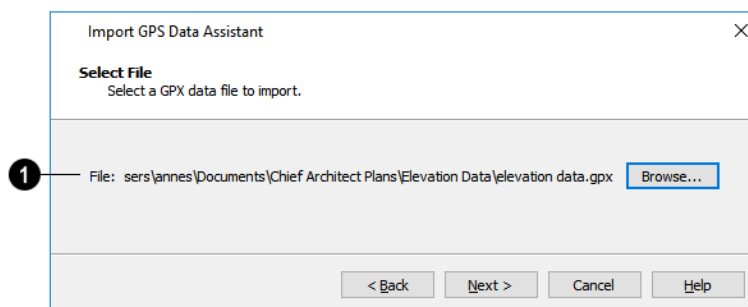 Import GPS Data Assistant
Select File
Select a GPX data file to import.
1
File: sers\annes\Documents\Chief Architect Plans\Elevation Data\elevation data.gpx Browse...
< Back Next > Cancel Help